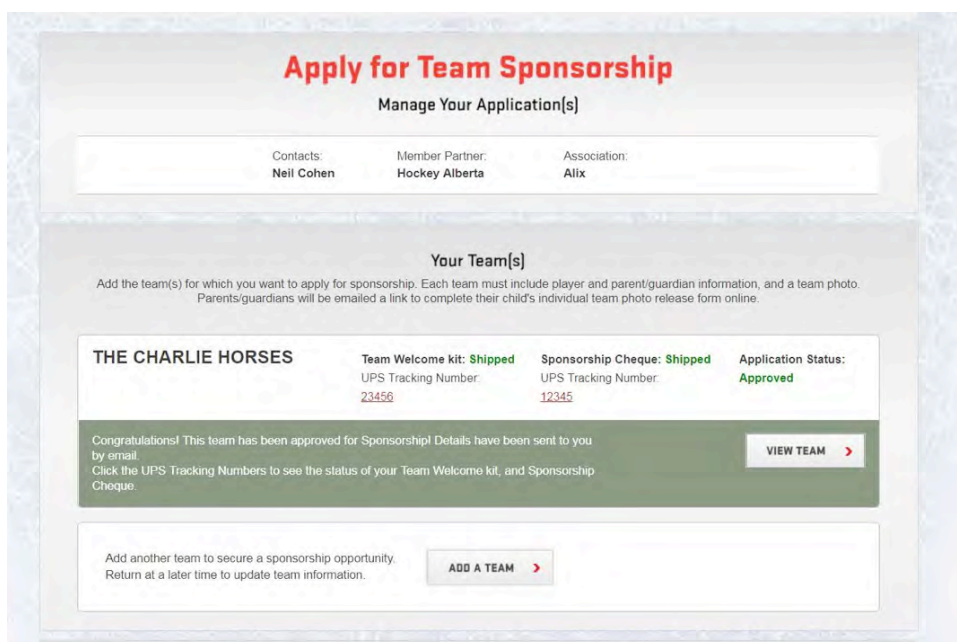 Apply for Team Sponsorship
Manage Your Application(s)
Contacts:
Neil Cohen
Member Partner:
Hockey Alberta
Association:
Alix
Your Team(s)
Add the team(s) for which you want to apply for sponsorship. Each team must include player and parent/guardian information, and a team photo.
Parents/guardians will be emailed a link to complete their child's individual team photo release form online.
THE CHARLIE HORSES
Team Welcome kit: Shipped
UPS Tracking Number:
23456
Sponsorship Cheque: Shipped
UPS Tracking Number:
12345
Application Status:
Approved
Congratulations! This team has been approved for Sponsorship! Details have been sent to you
by email.
Click the UPS Tracking Numbers to see the status of your Team Welcome kit, and Sponsorship
Cheque.
VIEW TEAM
Add another team to secure a sponsorship opportunity.
Return at a later time to update team information.
ADD A TEAM